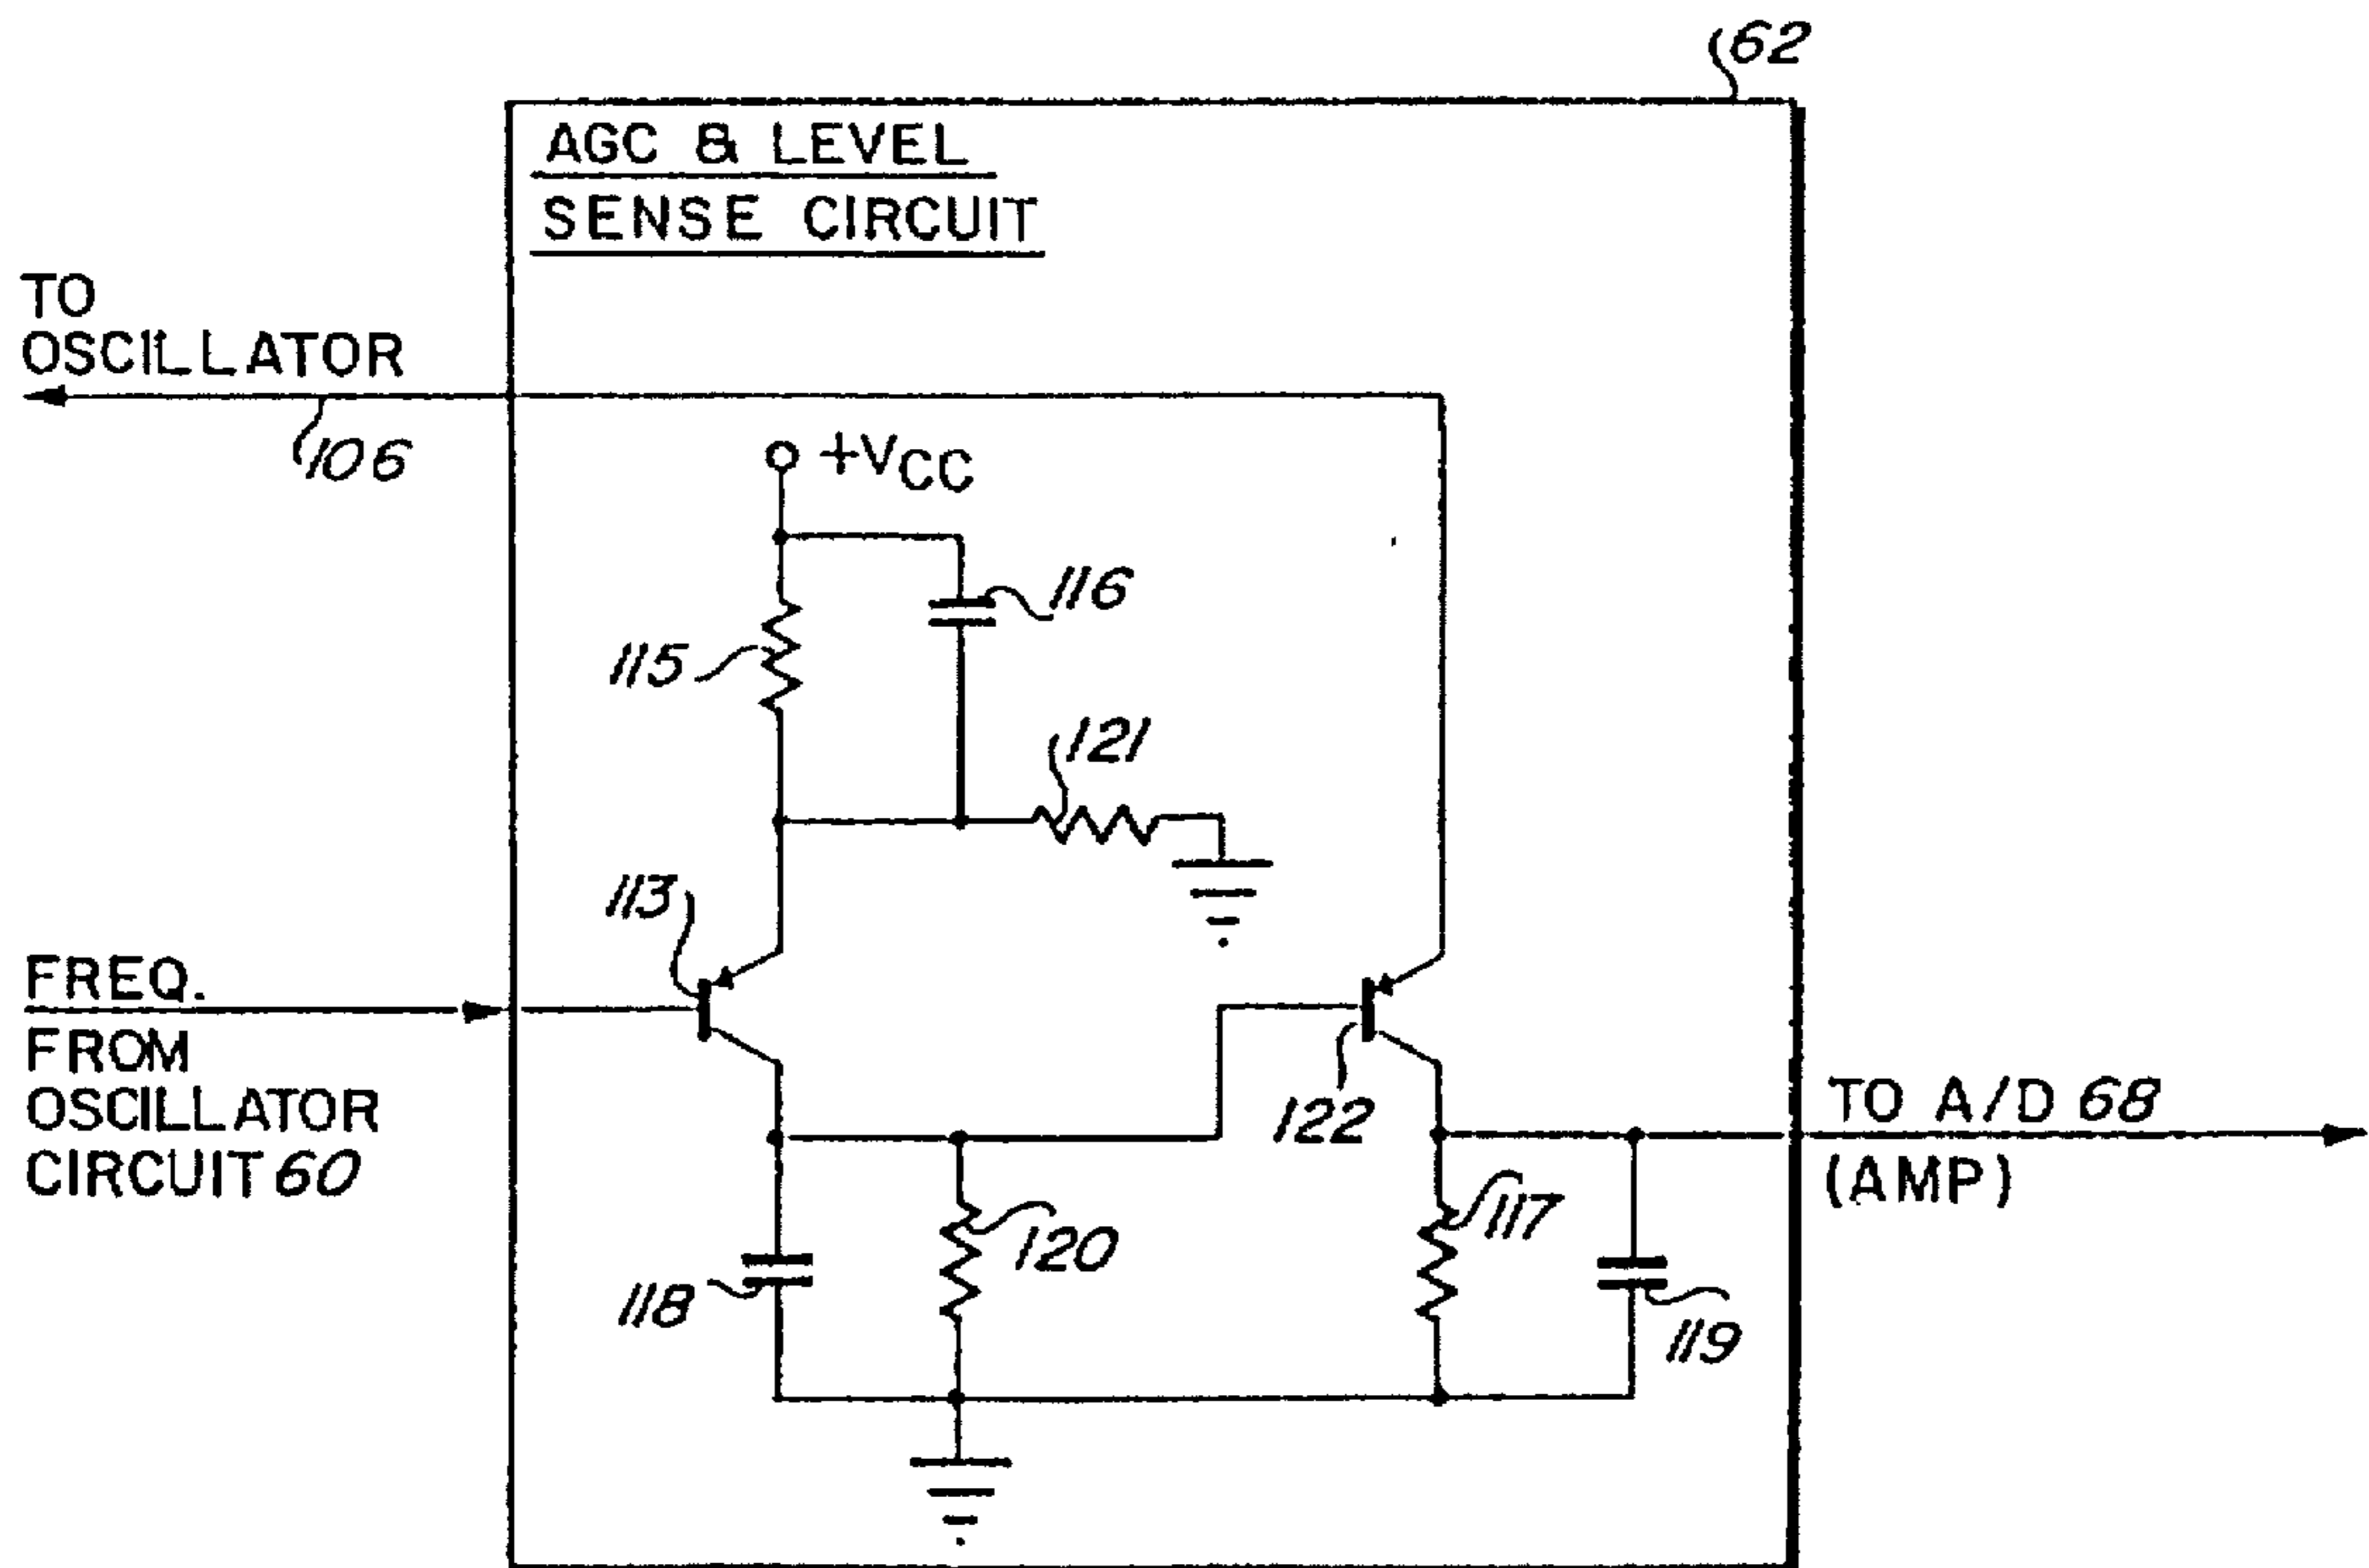 62
AGC & LEVEL
SENSE CIRCUIT
TO
OSCILLATOR
106
+VCC
116
115
121
113
FREQ.
FROM
OSCILLATOR
CIRCUIT 60
122
TO A/D 68
(AMP)
120
117
118
119